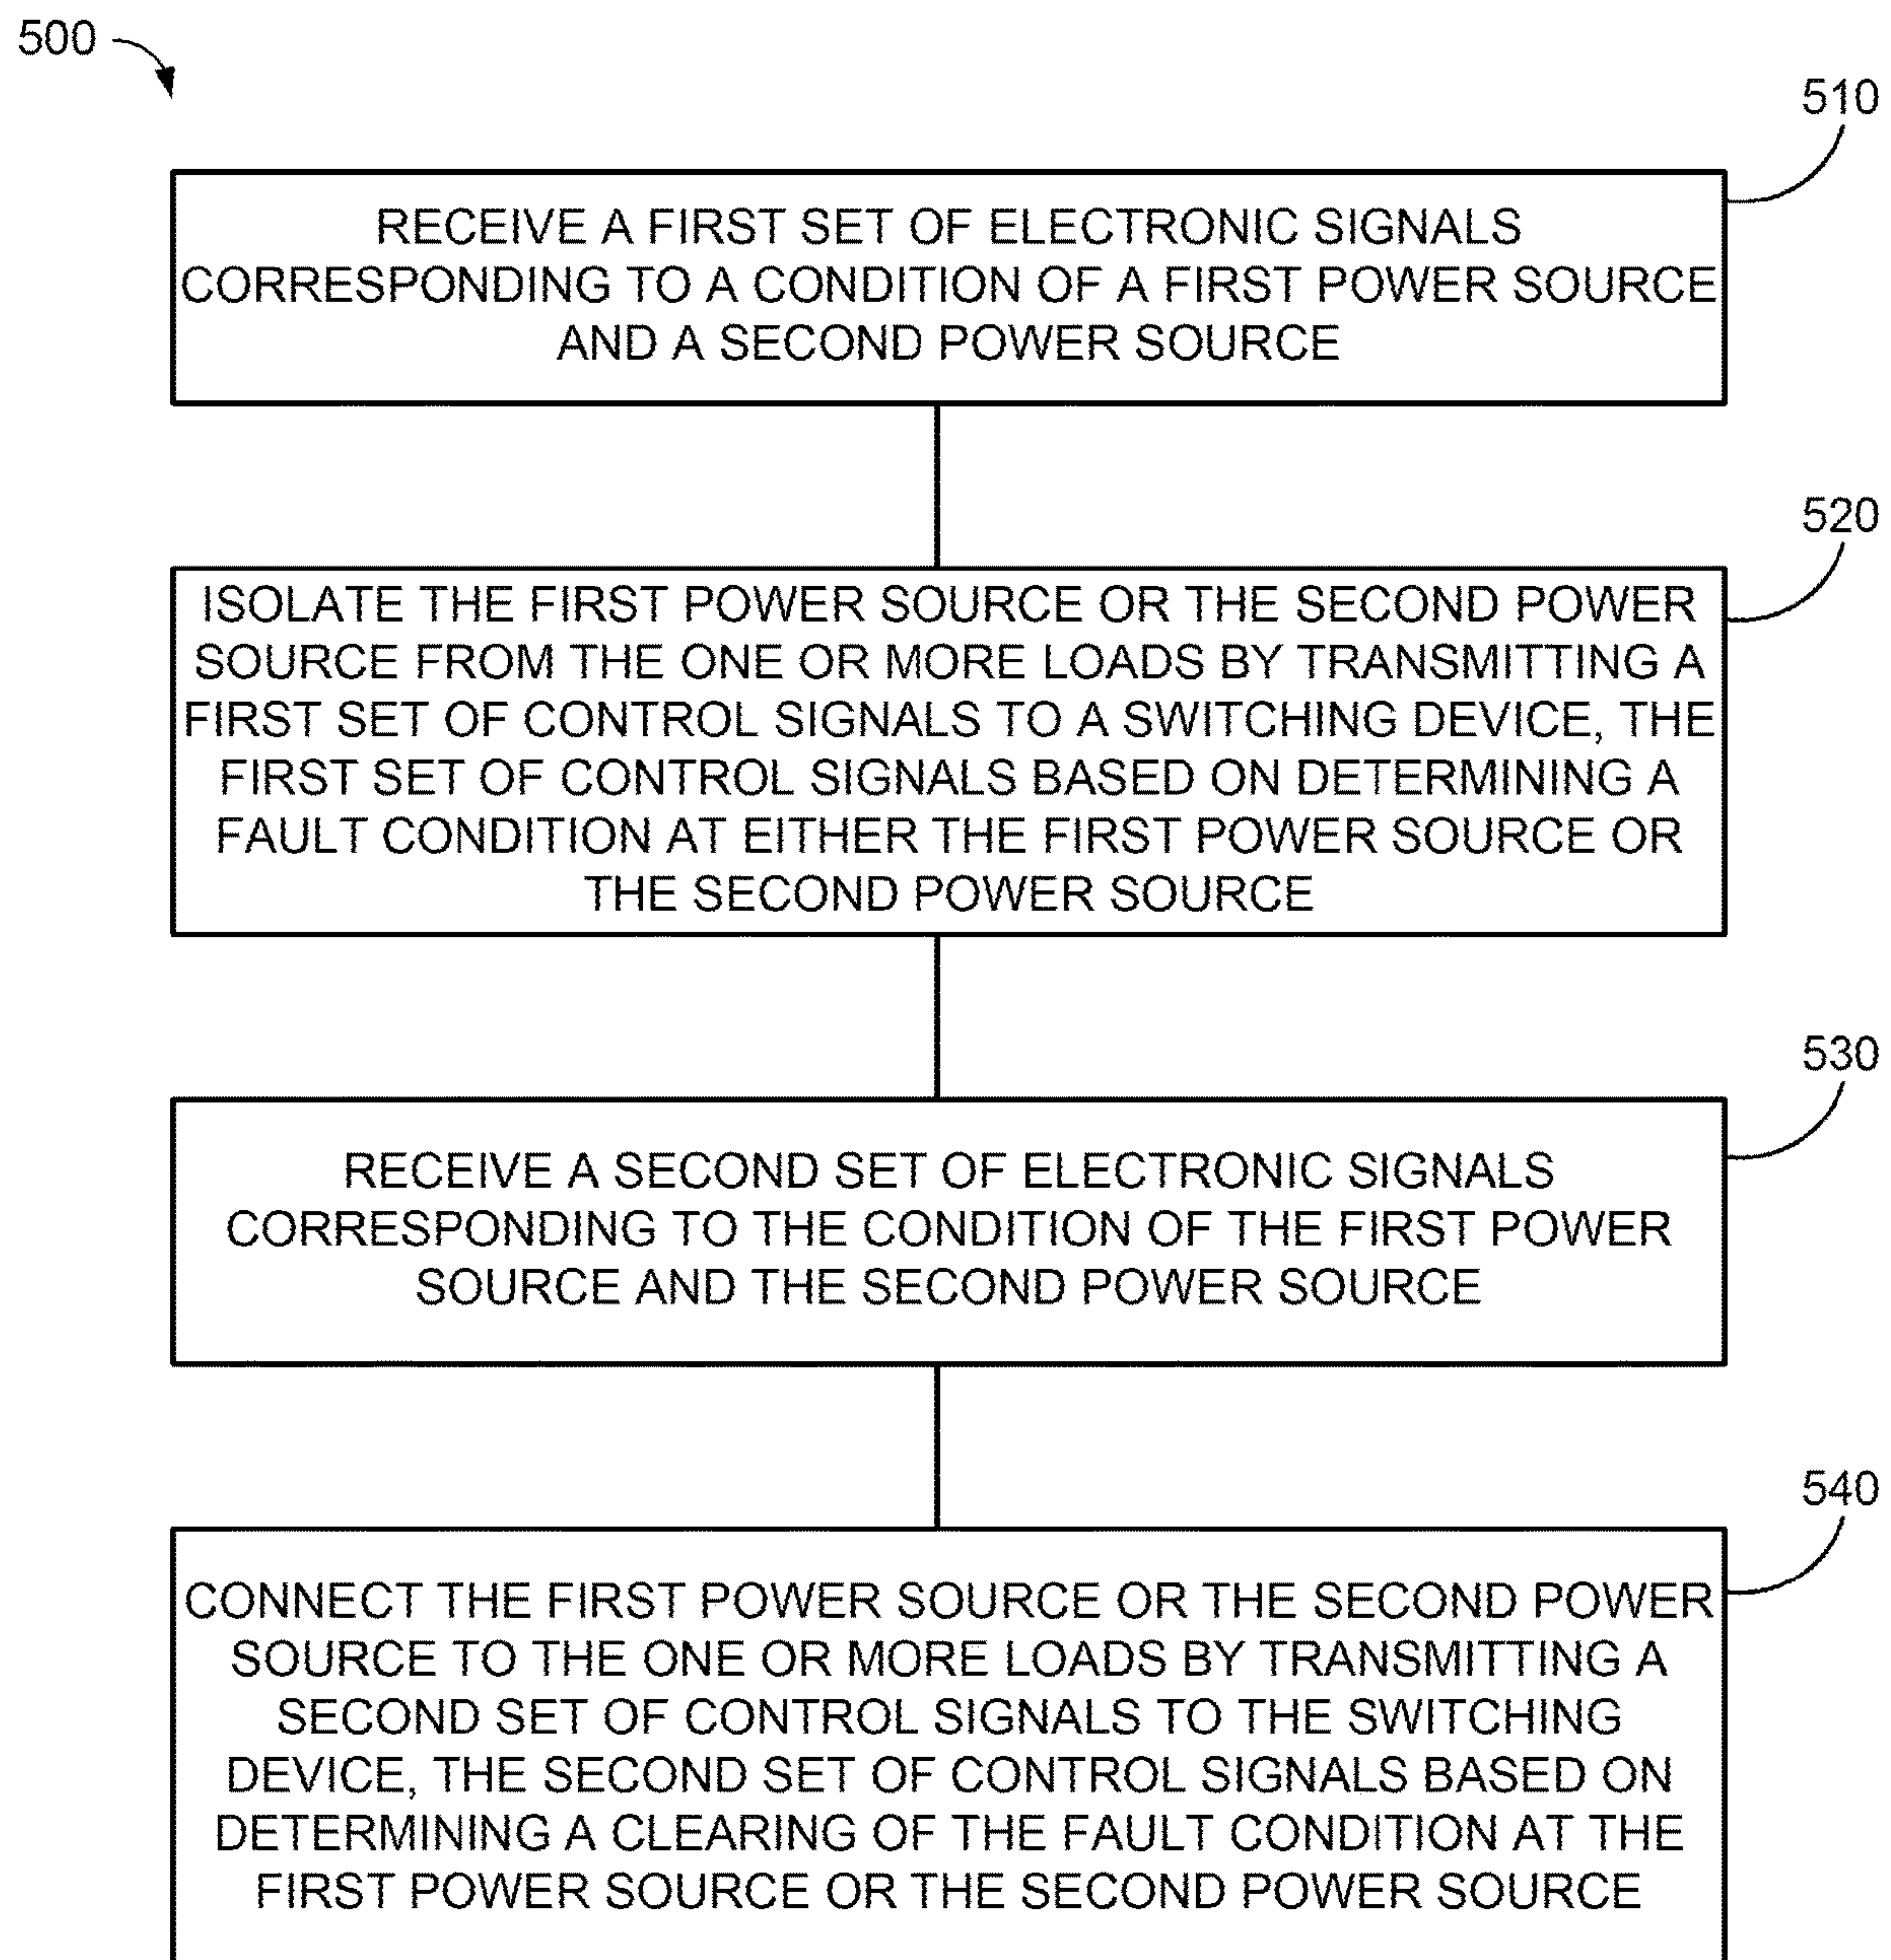 500
510
RECEIVE A FIRST SET OF ELECTRONIC SIGNALS
CORRESPONDING TO A CONDITION OF A FIRST POWER SOURCE
AND A SECOND POWER SOURCE
520
ISOLATE THE FIRST POWER SOURCE OR THE SECOND POWER
SOURCE FROM THE ONE OR MORE LOADS BY TRANSMITTING A
FIRST SET OF CONTROL SIGNALS TO A SWITCHING DEVICE, THE
FIRST SET OF CONTROL SIGNALS BASED ON DETERMINING A
FAULT CONDITION AT EITHER THE FIRST POWER SOURCE OR
THE SECOND POWER SOURCE
530
RECEIVE A SECOND SET OF ELECTRONIC SIGNALS
CORRESPONDING TO THE CONDITION OF THE FIRST POWER
SOURCE AND THE SECOND POWER SOURCE
540
CONNECT THE FIRST POWER SOURCE OR THE SECOND POWER
SOURCE TO THE ONE OR MORE LOADS BY TRANSMITTING A
SECOND SET OF CONTROL SIGNALS TO THE SWITCHING
DEVICE, THE SECOND SET OF CONTROL SIGNALS BASED ON
DETERMINING A CLEARING OF THE FAULT CONDITION AT THE
FIRST POWER SOURCE OR THE SECOND POWER SOURCE